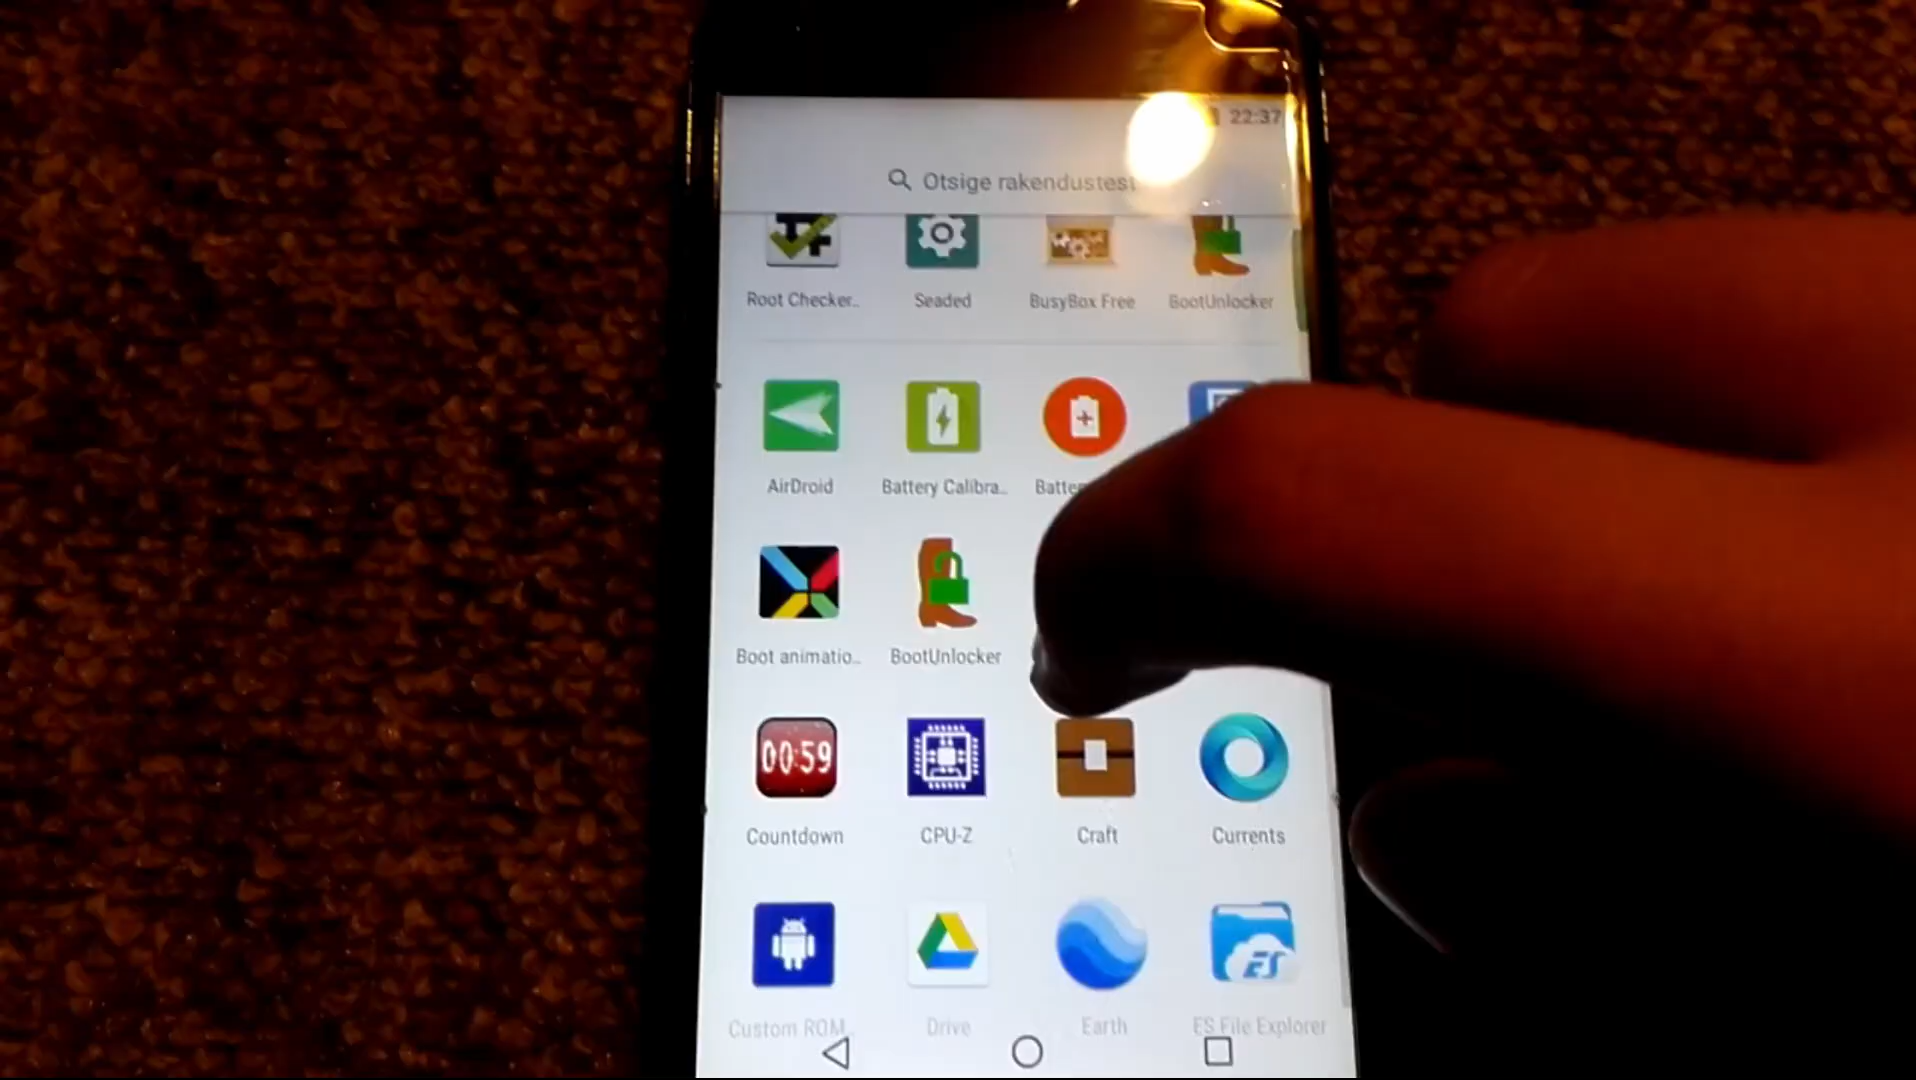 22:37
Otsige rakendustest
Root Checker..
Seaded
BusyBox Free
BootUnlocker
AirDroid
Battery Calibra..
Boot animatio..
BootUnlocker
00:59
Countdown
CPU-Z
Craft
Currents
ES
Custom ROM..
Drive
Earth
ES File Explorer